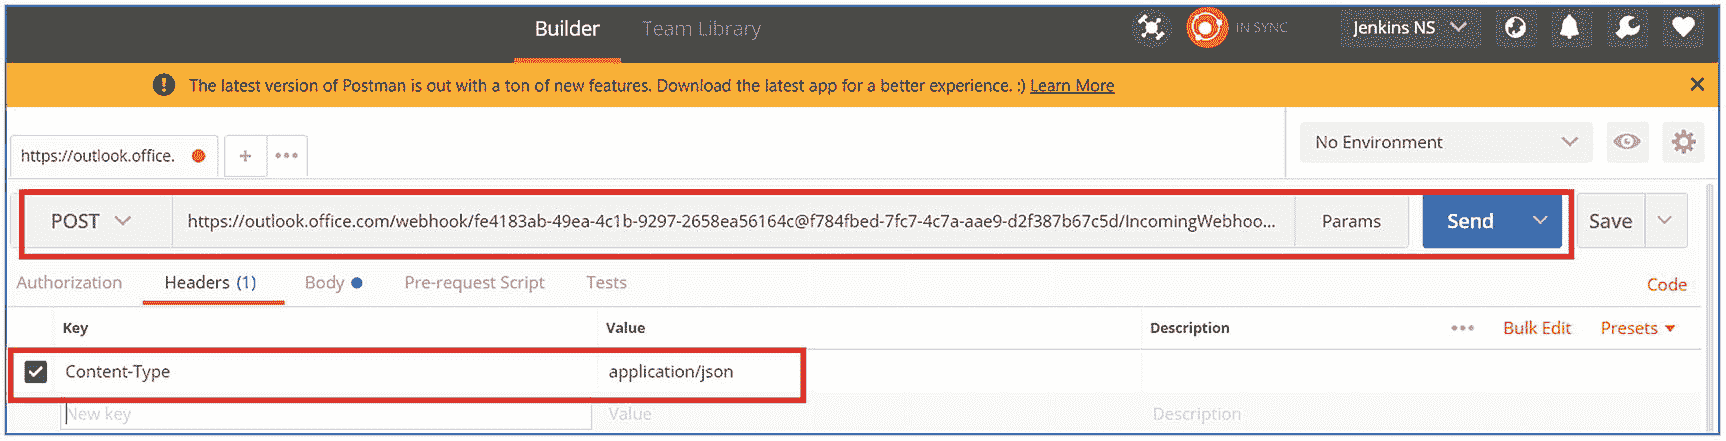 Builder Team Library IN SYNC Jenkins NS
The latest version of Postman is out with a ton of new features. Download the latest app for a better experience. :) Learn More
https://outlook.office. + ••• No Environment
POST https://outlook.office.com/webhook/fe4183ab-49ea-4c1b-9297-2658ea56164c@f784fbed-7fc7-4c7a-aae9-d2f387b67c5d/IncomingWebhoo... Params Send Save
Authorization Headers (1) Body Pre-request Script Tests Code
Key Value Description ••• Bulk Edit Presets
Content-Type application/json
New key Value Description